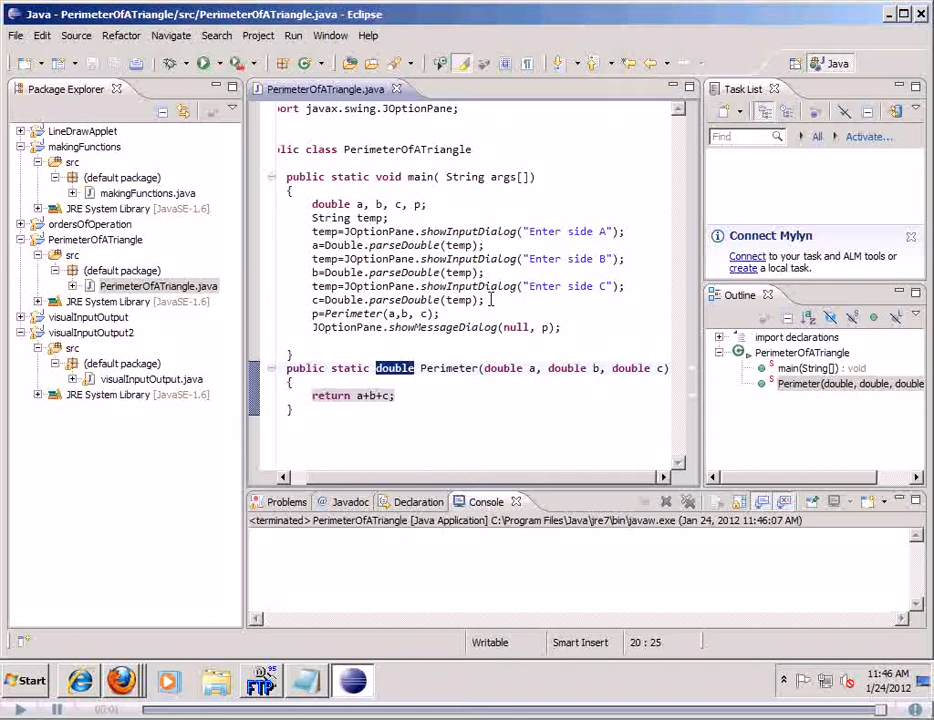 Java - PerimeterOfATriangle/src/PerimeterOfATriangle.java - Eclipse
File Edit Source Refactor Navigate Search Project Run Window Help
Java
Package Explorer
LineDrawApplet
makingFunctions
src
(default package)
makingFunctions.java
JRE System Library [JavaSE-1.6]
ordersOfOperation
PerimeterOfATriangle
src
(default package)
PerimeterOfATriangle.java
JRE System Library [JavaSE-1.6]
visualInputOutput
visualInputOutput2
src
(default package)
visualInputOutput.java
JRE System Library [JavaSE-1.6]
PerimeterOfATriangle.java
port javax.swing.JOptionPane;
lic class PerimeterOfATriangle
public static void main( String args[])
{
double a, b, c, p;
String temp;
temp=JOptionPane.showInputDialog("Enter side A");
a=Double.parseDouble(temp);
temp=JOptionPane.showInputDialog("Enter side B");
b=Double.parseDouble(temp);
temp=JOptionPane.showInputDialog("Enter side C");
c=Double.parseDouble(temp);
p=Perimeter(a,b, c);
JOptionPane.showMessageDialog(null, p);
}
public static double Perimeter(double a, double b, double c)
{
return a+b+c;
}
Task List
Find All Activate...
Connect Mylyn
Connect to your task and ALM tools or
create a local task.
Outline
import declarations
PerimeterOfATriangle
main(String[]) : void
Perimeter(double, double, double
Problems Javadoc Declaration Console
<terminated> PerimeterOfATriangle [Java Application] C:\Program Files\Java\jre7\bin\javaw.exe (Jan 24, 2012 11:46:07 AM)
Writable Smart Insert 20 : 25
Start FTP 95 11:46 AM
1/24/2012
00:01